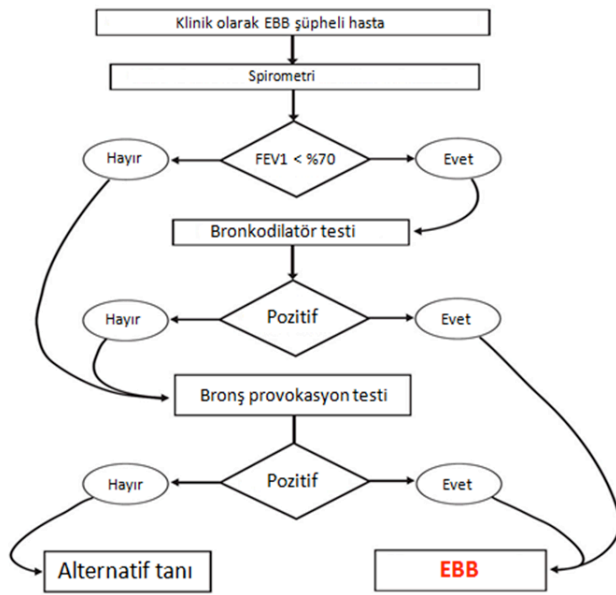 Klinik olarak EBB şüpheli hasta
Spirometri
Hayır
FEV1 < %70
Evet
Bronkodilatör testi
Hayır
Pozitif
Evet
Bronş provokasyon testi
Hayır
Pozitif
Evet
Alternatif tanı
EBB